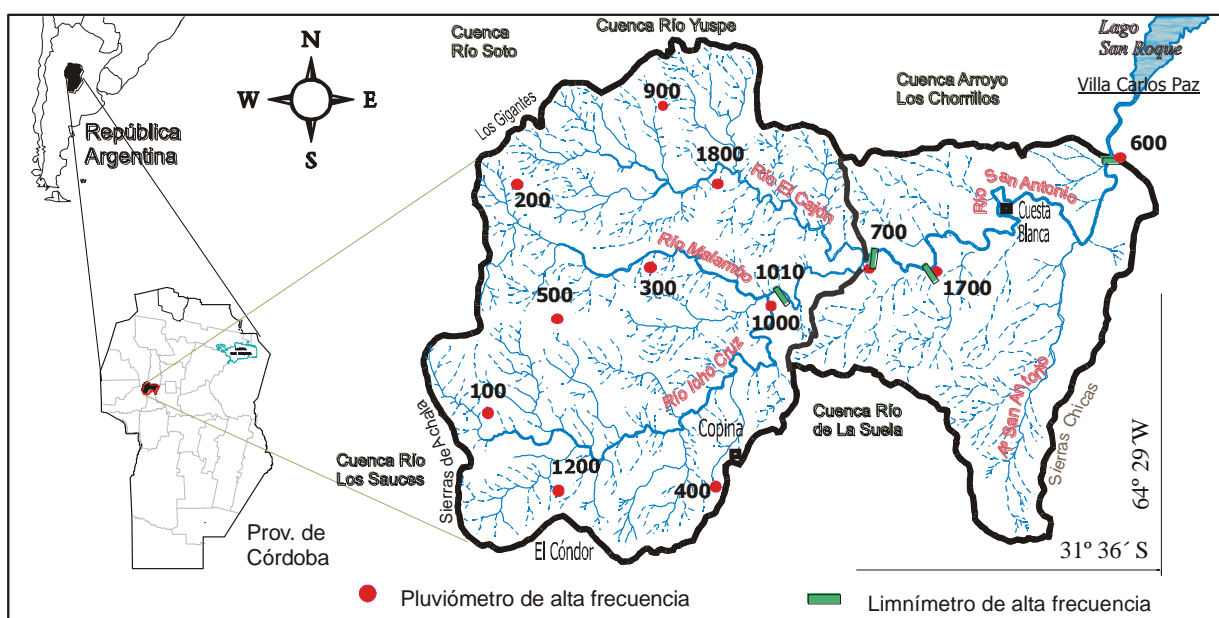 República
Argentina
Prov. de
Córdoba
N
W
E
S
Cuenca
Río Soto
Cuenca Río Yuspe
Cuenca Arroyo
Los Chorrillos
Lago
San Roque
Villa Carlos Paz
Los Gigantes
900
1800
200
Río El Cajón
600
Río
San Antonio
Cuesta
Blanca
700
1700
Río Malambo
300
1010
1000
500
Río Icho Cruz
100
Sierras de Achala
Cuenca Río
Los Sauces
1200
Copina
400
El Cóndor
Cuenca Río
de La Suela
Aº San Antonio
Sierras Chicas
64º 29´W
31º 36´ S
Pluviómetro de alta frecuencia
Limnímetro de alta frecuencia